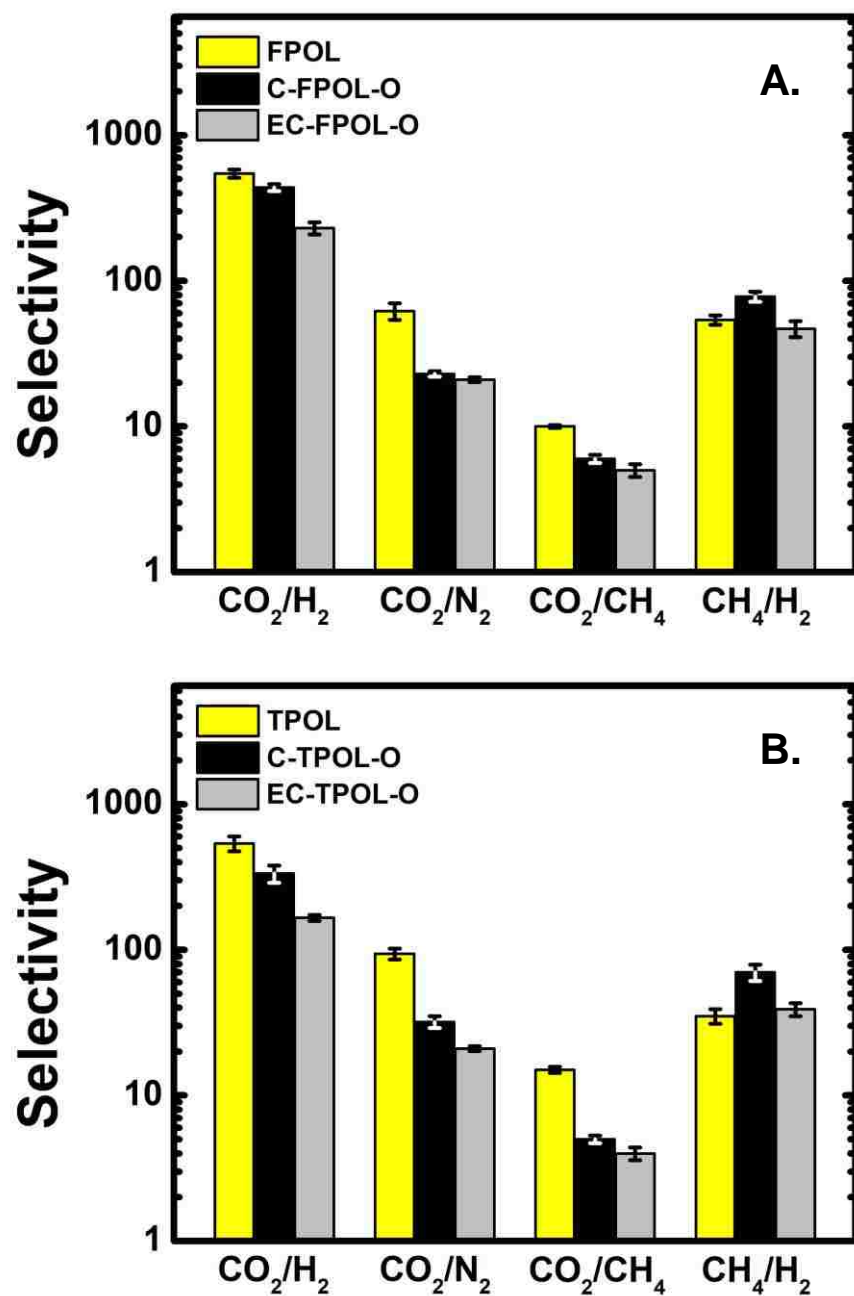 FPOL
C-FPOL-O
EC-FPOL-O
A.
1000
100
10
1
Selectivity
CO₂/H₂ CO₂/N₂ CO₂/CH₄ CH₄/H₂
TPOL
C-TPOL-O
EC-TPOL-O
B.
1000
100
10
1
Selectivity
CO₂/H₂ CO₂/N₂ CO₂/CH₄ CH₄/H₂